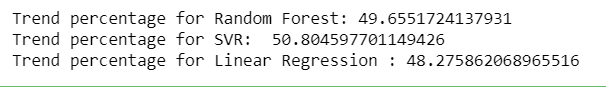 Trend percentage for Random Forest: 49.6551724137931
Trend percentage for SVR:  50.804597701149426
Trend percentage for Linear Regression : 48.275862068965516